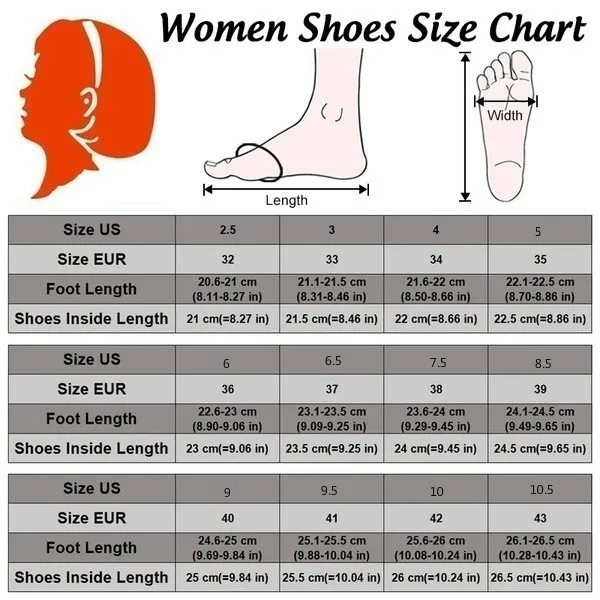 Women Shoes Size Chart
Width
Length
Size US 2.5 3 4 5
Size EUR 32 33 34 35
Foot Length 20.6-21 cm (8.11-8.27 in) 21.1-21.5 cm (8.31-8.46 in) 21.6-22 cm (8.50-8.66 in) 22.1-22.5 cm (8.70-8.86 in)
Shoes Inside Length 21 cm(=8.27 in) 21.5 cm(=8.46 in) 22 cm(=8.66 in) 22.5 cm(=8.86 in)
Size US 6 6.5 7.5 8.5
Size EUR 36 37 38 39
Foot Length 22.6-23 cm (8.90-9.06 in) 23.1-23.5 cm (9.09-9.25 in) 23.6-24 cm (9.29-9.45 in) 24.1-24.5 cm (9.49-9.65 in)
Shoes Inside Length 23 cm(=9.06 in) 23.5 cm(=9.25 in) 24 cm(=9.45 in) 24.5 cm(=9.65 in)
Size US 9 9.5 10 10.5
Size EUR 40 41 42 43
Foot Length 24.6-25 cm (9.69-9.84 in) 25.1-25.5 cm (9.88-10.04 in) 25.6-26 cm (10.08-10.24 in) 26.1-26.5 cm (10.28-10.43 in)
Shoes Inside Length 25 cm(=9.84 in) 25.5 cm(=10.04 in) 26 cm(=10.24 in) 26.5 cm(=10.43 in)